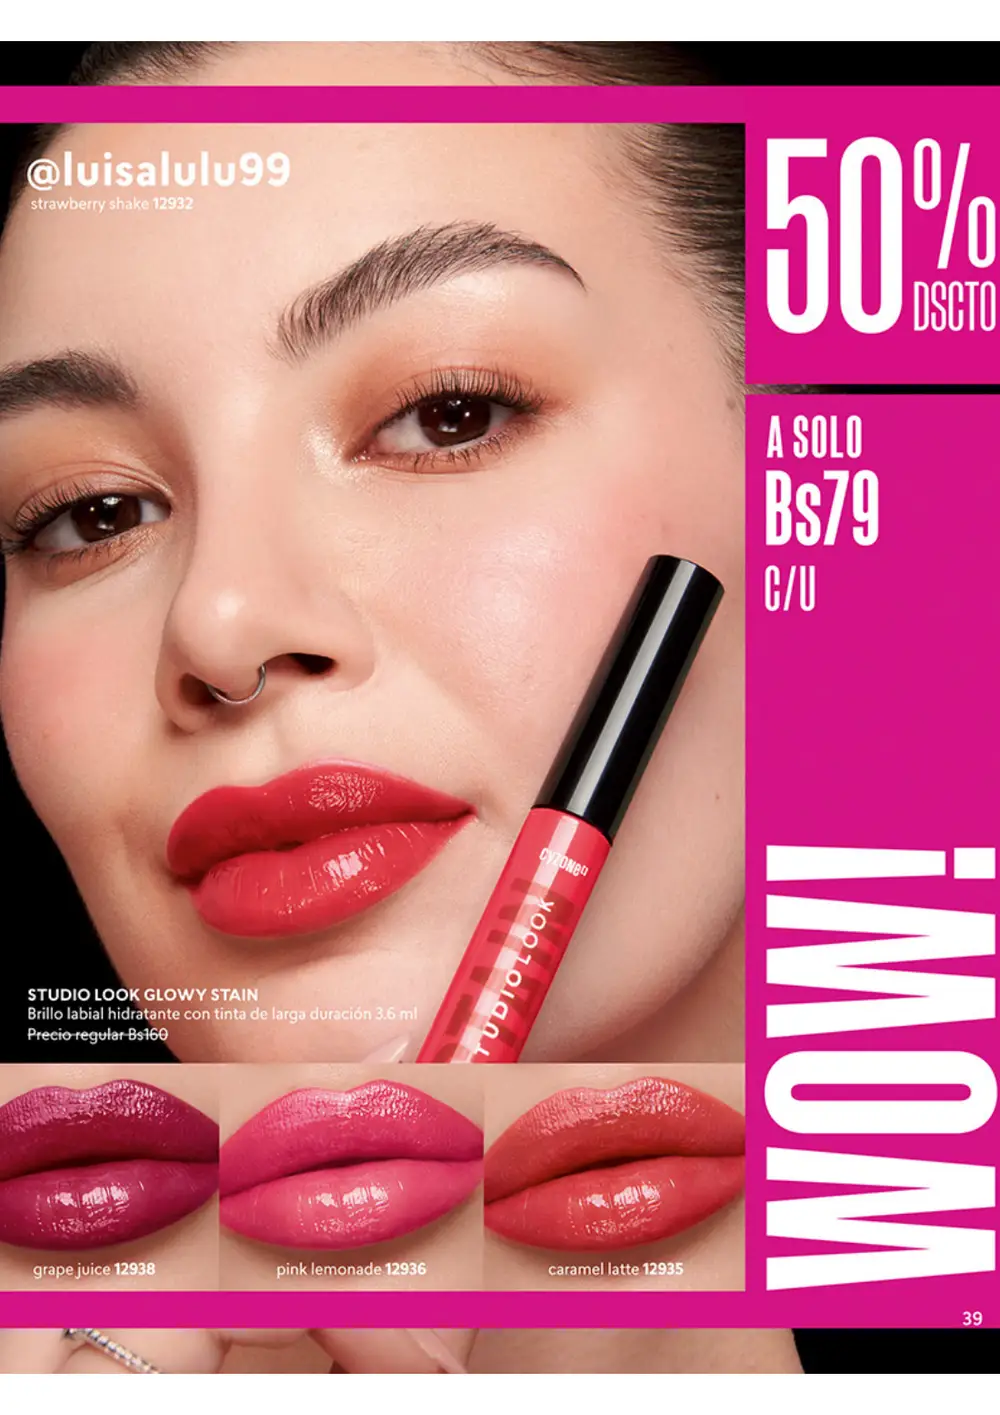 @luisalulu99
strawberry shake 12932
50%
DSCTO
A SOLO
Bs79
C/U
CYZONE
STUDIO LOOK
STAIN
STUDIO LOOK GLOWY STAIN
Brillo labial hidratante con tinta de larga duración 3.6 ml
Precio regular Bs160
grape juice 12938
pink lemonade 12936
caramel latte 12935
WOW!
39